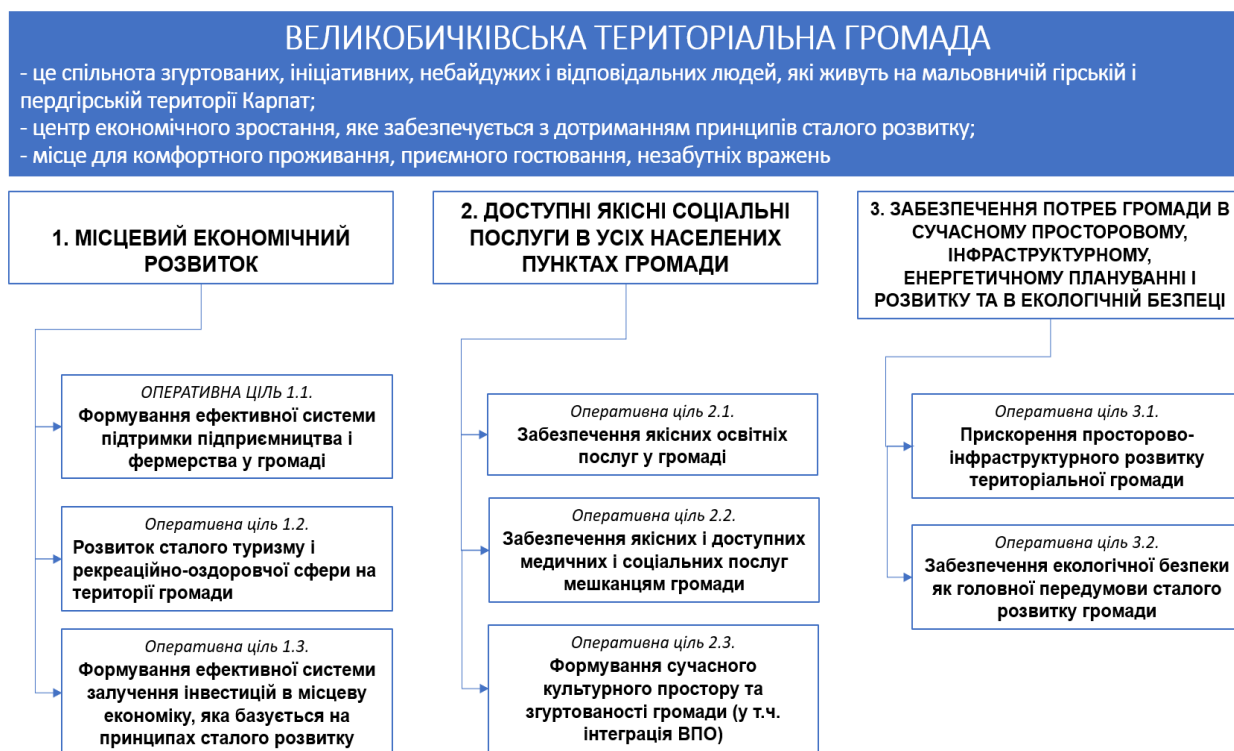 ВЕЛИКОБИЧКІВСЬКА ТЕРИТОРІАЛЬНА ГРОМАДА
- це спільнота згуртованих, ініціативних, небайдужих і відповідальних людей, які живуть на мальовничій гірській і
пердгірській території Карпат;
- центр економічного зростання, яке забезпечується з дотриманням принципів сталого розвитку;
- місце для комфортного проживання, приємного гостювання, незабутніх вражень
1. МІСЦЕВИЙ ЕКОНОМІЧНИЙ
РОЗВИТОК
ОПЕРАТИВНА ЦІЛЬ 1.1.
Формування ефективної системи
підтримки підприємництва і
фермерства у громаді
Оперативна ціль 1.2.
Розвиток сталого туризму і
рекреаційно-оздоровчої сфери на
території громади
Оперативна ціль 1.3.
Формування ефективної системи
залучення інвестицій в місцеву
економіку, яка базується на
принципах сталого розвитку
2. ДОСТУПНІ ЯКІСНІ СОЦІАЛЬНІ
ПОСЛУГИ В УСІХ НАСЕЛЕНИХ
ПУНКТАХ ГРОМАДИ
Оперативна ціль 2.1.
Забезпечення якісних освітніх
послуг у громаді
Оперативна ціль 2.2.
Забезпечення якісних і доступних
медичних і соціальних послуг
мешканцям громади
Оперативна ціль 2.3.
Формування сучасного
культурного простору та
згуртованості громади (у т.ч.
інтеграція ВПО)
3. ЗАБЕЗПЕЧЕННЯ ПОТРЕБ ГРОМАДИ В
СУЧАСНОМУ ПРОСТОРОВОМУ,
ІНФРАСТРУКТУРНОМУ,
ЕНЕРГЕТИЧНОМУ ПЛАНУВАННІ І
РОЗВИТКУ ТА В ЕКОЛОГІЧНІЙ БЕЗПЕЦІ
Оперативна ціль 3.1.
Прискорення просторово-
інфраструктурного розвитку
територіальної громади
Оперативна ціль 3.2.
Забезпечення екологічної безпеки
як головної передумови сталого
розвитку громади